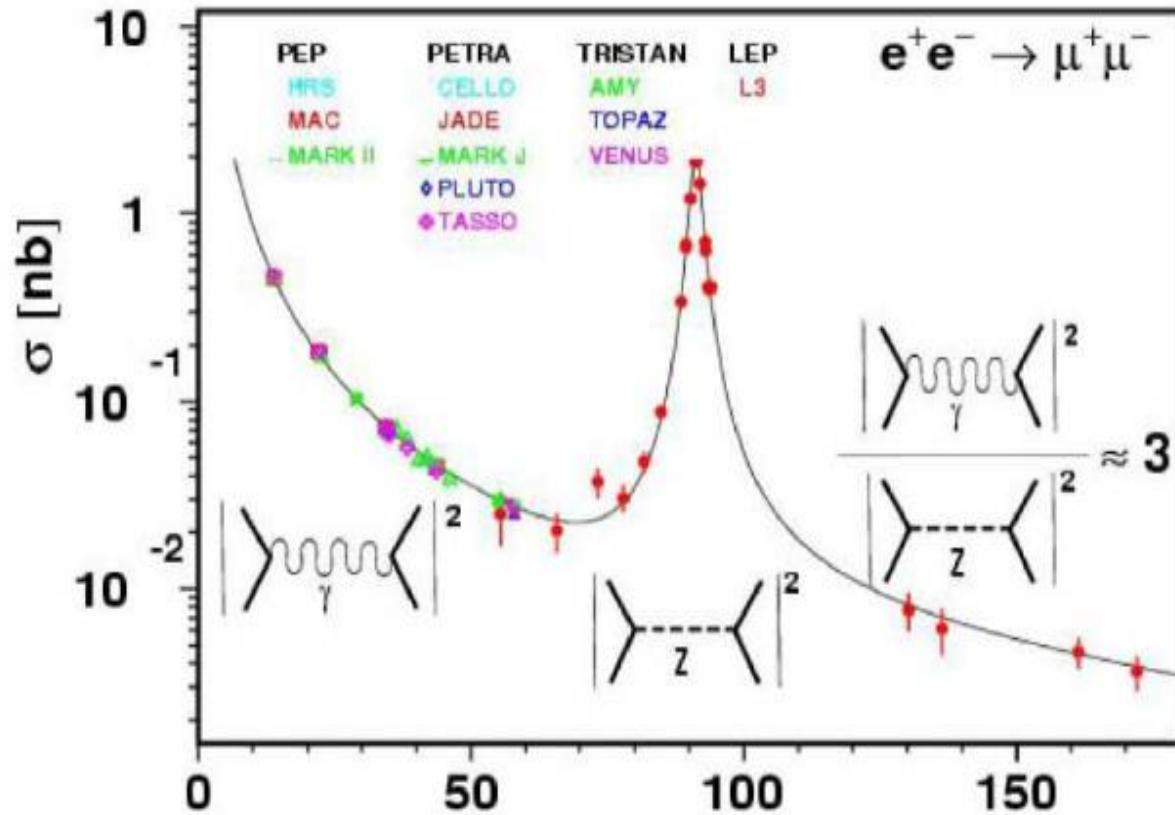 10
PEP PETRA TRISTAN LEP
HRS CELLO AMY L3
MAC JADE TOPAZ
MARK II MARK J VENUS
PLUTO
TASSO
e⁺e⁻ → μ⁺μ⁻
σ [nb]
1
10⁻¹
10⁻²
γ
2
Z
2
γ
2
Z
2
≈ 3
0 50 100 150